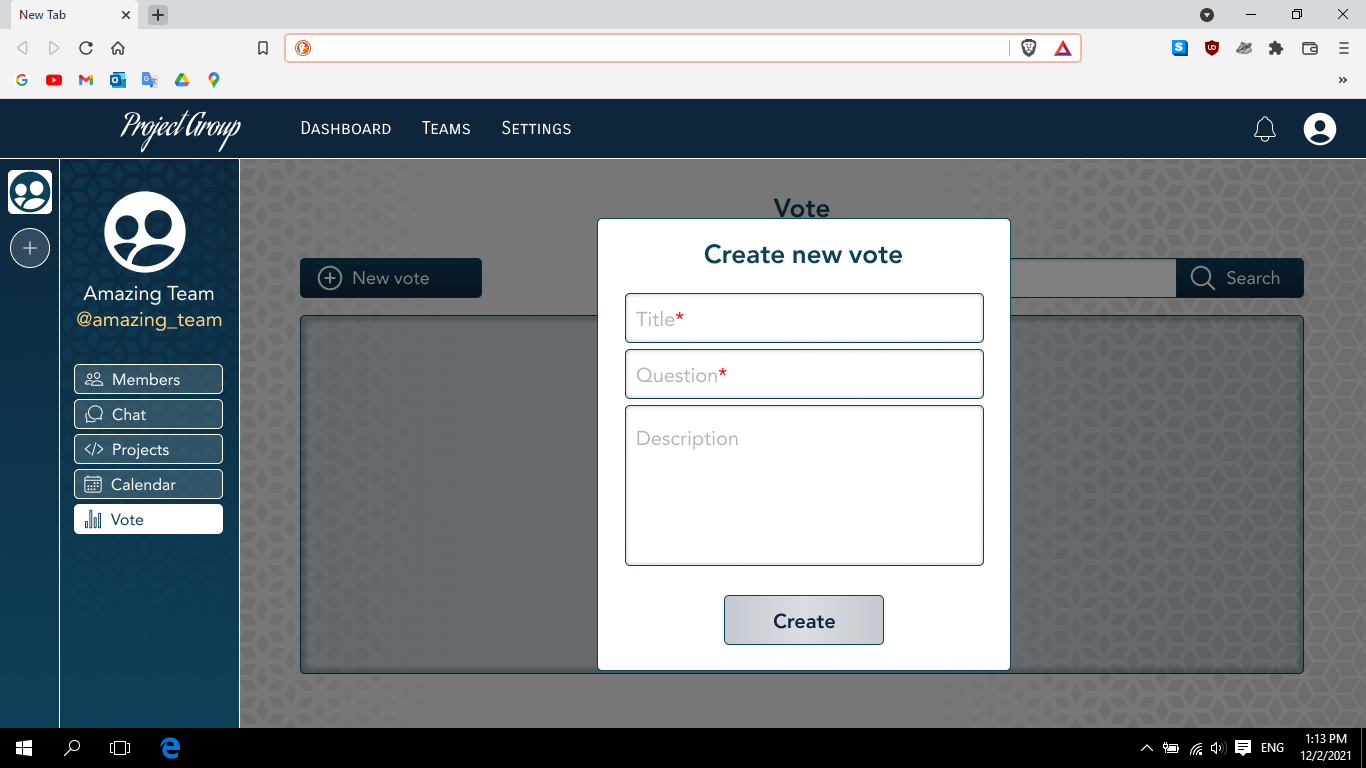 New Tab
Project Group
Dashboard
Teams
Settings
Amazing Team
@amazing_team
Members
Chat
Projects
Calendar
Vote
Vote
New vote
Search
Create new vote
Title*
Question*
Description
Create
ENG
1:13 PM
12/2/2021